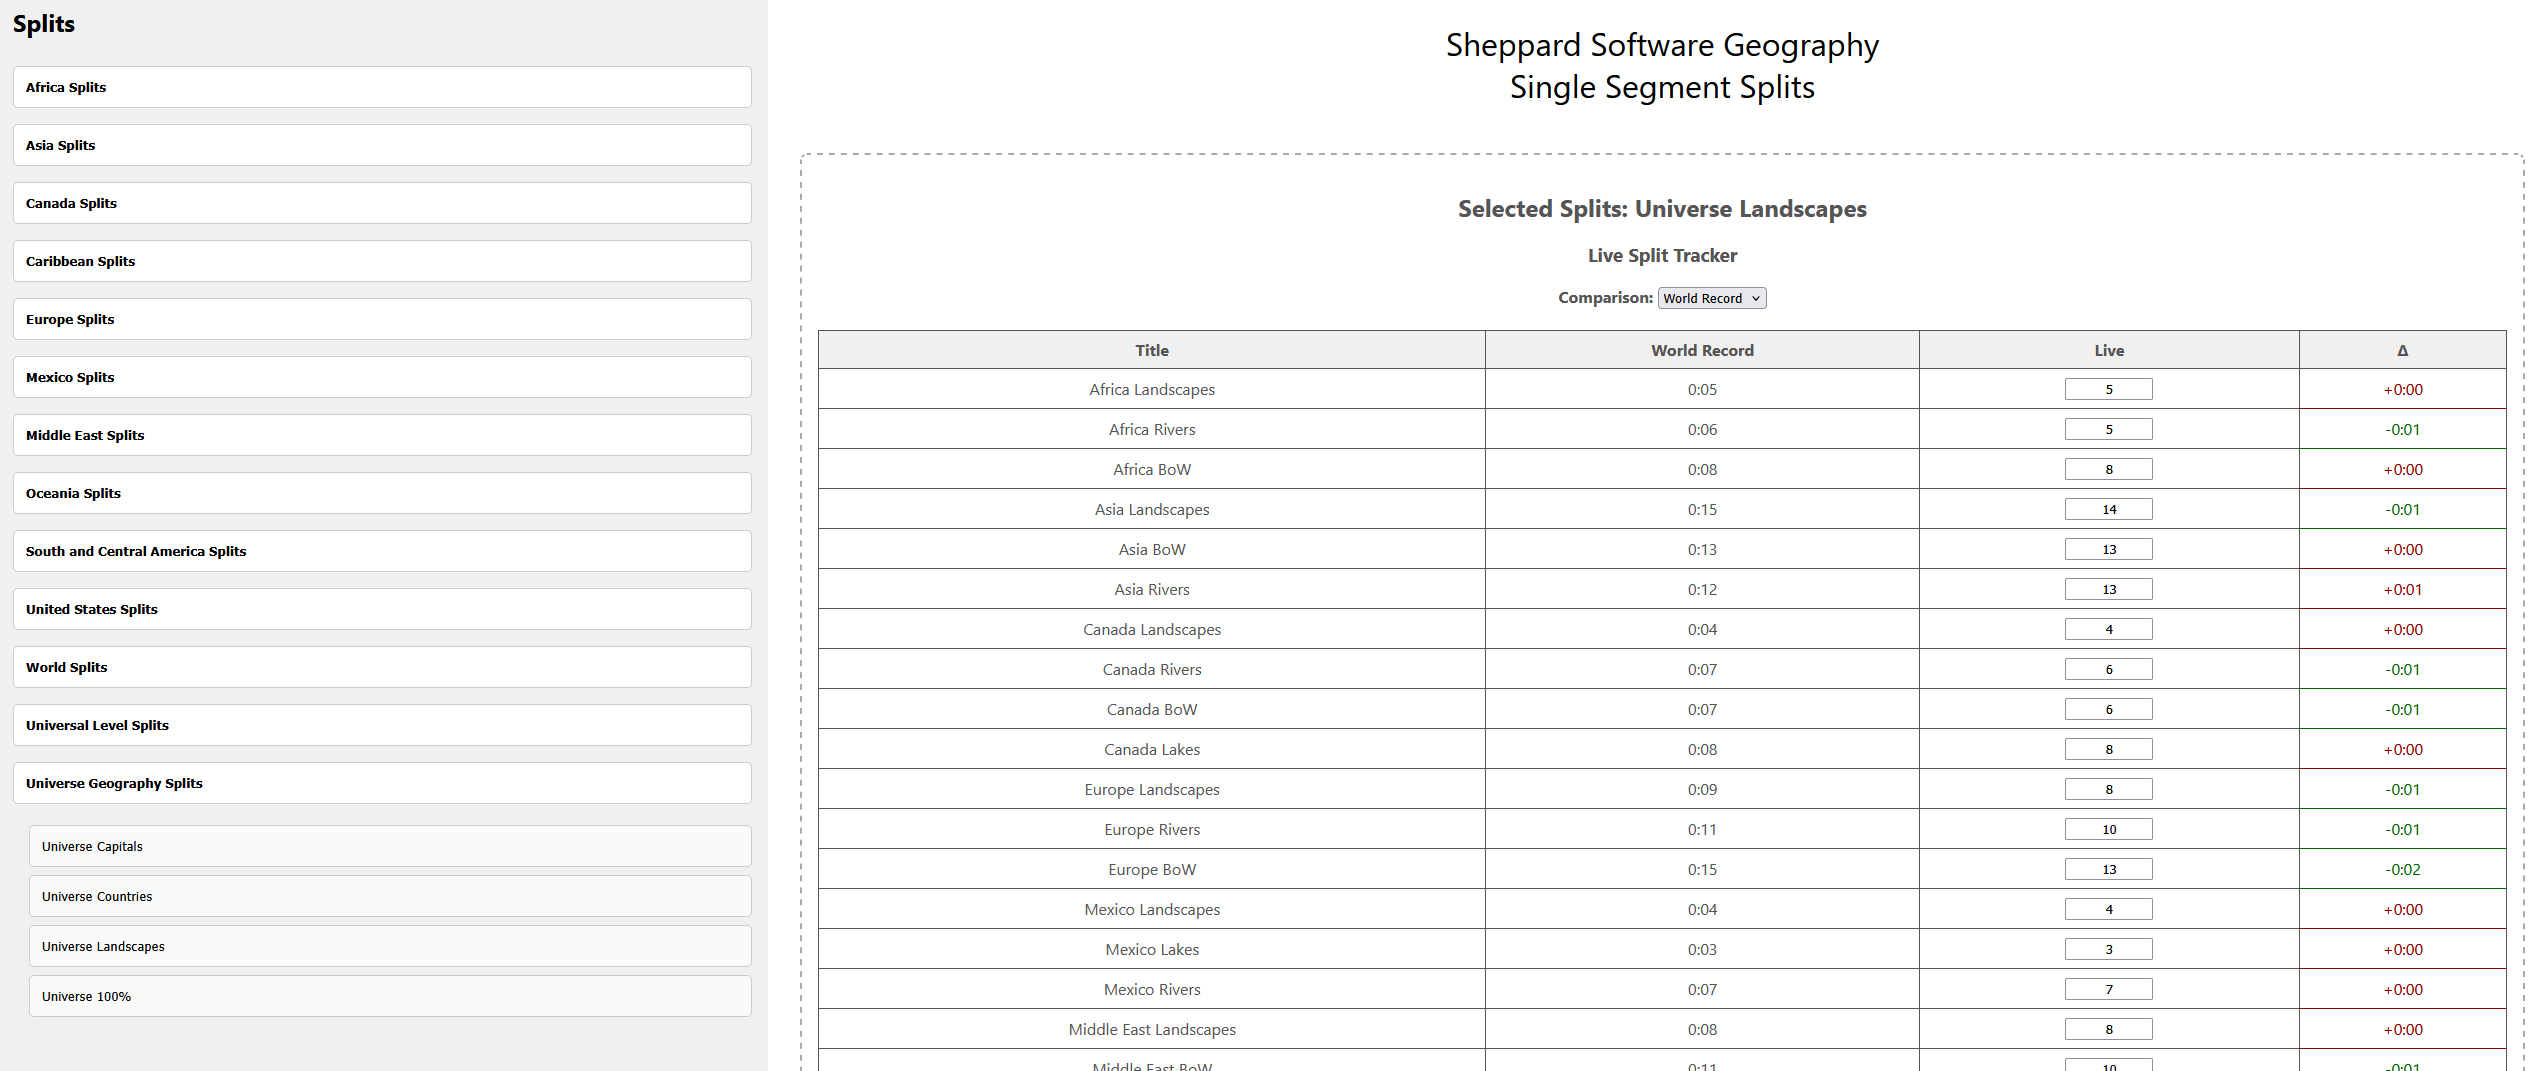 Splits
Africa Splits
Asia Splits
Canada Splits
Caribbean Splits
Europe Splits
Mexico Splits
Middle East Splits
Oceania Splits
South and Central America Splits
United States Splits
World Splits
Universal Level Splits
Universe Geography Splits
Universe Capitals
Universe Countries
Universe Landscapes
Universe 100%
Sheppard Software Geography
Single Segment Splits
Selected Splits: Universe Landscapes
Live Split Tracker
Comparison: World Record
Title World Record Live Δ
Africa Landscapes 0:05 5 +0:00
Africa Rivers 0:06 5 -0:01
Africa BoW 0:08 8 +0:00
Asia Landscapes 0:15 14 -0:01
Asia BoW 0:13 13 +0:00
Asia Rivers 0:12 13 +0:01
Canada Landscapes 0:04 4 +0:00
Canada Rivers 0:07 6 -0:01
Canada BoW 0:07 6 -0:01
Canada Lakes 0:08 8 +0:00
Europe Landscapes 0:09 8 -0:01
Europe Rivers 0:11 10 -0:01
Europe BoW 0:15 13 -0:02
Mexico Landscapes 0:04 4 +0:00
Mexico Lakes 0:03 3 +0:00
Mexico Rivers 0:07 7 +0:00
Middle East Landscapes 0:08 8 +0:00
Middle East BoW 0:11 10 -0:01